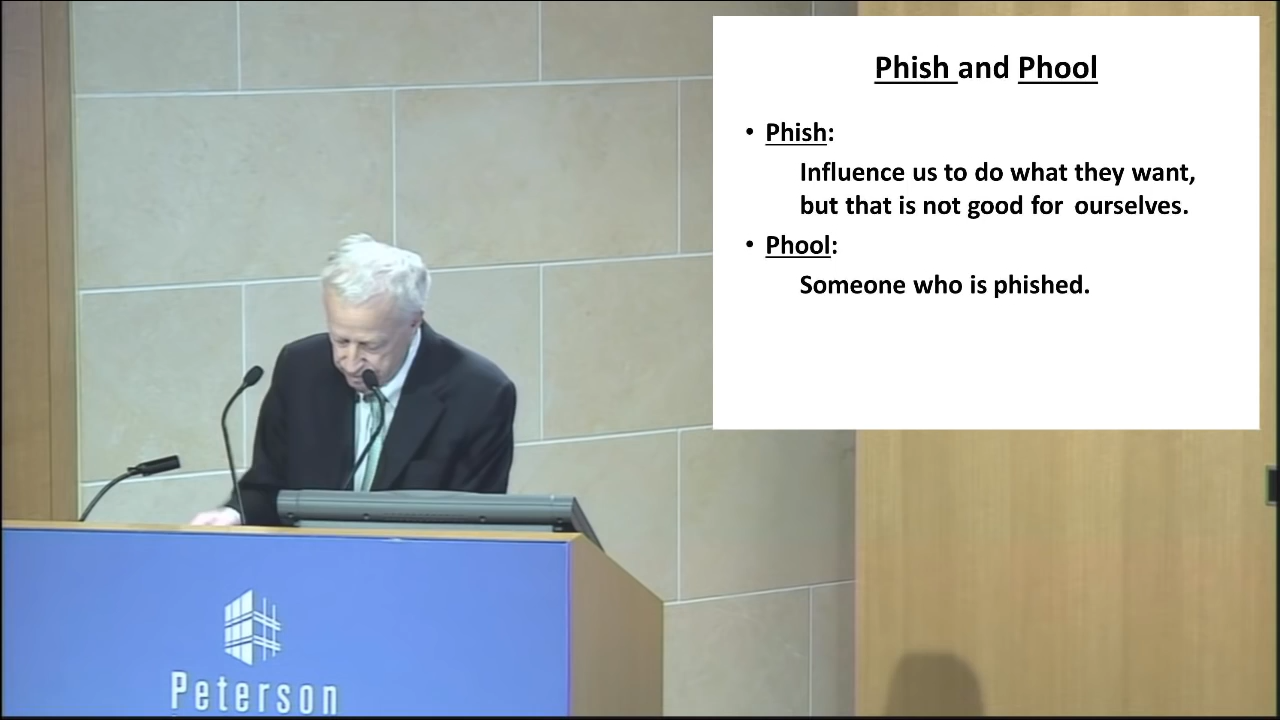 Phish and Phool
• Phish:
Influence us to do what they want,
but that is not good for ourselves.
• Phool:
Someone who is phished.
Peterson